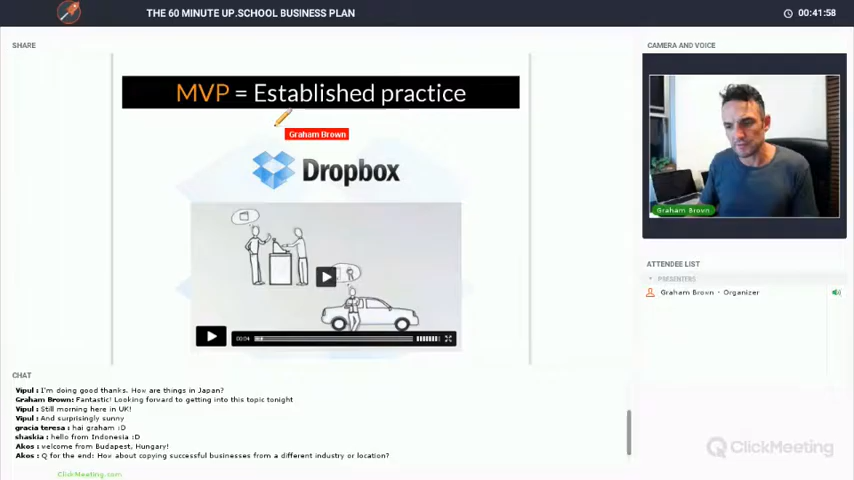 THE 60 MINUTE UP.SCHOOL BUSINESS PLAN
00:41:58
SHARE
CAMERA AND VOICE
MVP = Established practice
Graham Brown
Dropbox
00:04
Graham Brown
ATTENDEE LIST
PRESENTERS
Graham Brown - Organizer
CHAT
Vipul : I'm doing good thanks. How are things in Japan?
Graham Brown: Fantastic! Looking forward to getting into this topic tonight
Vipul : Still morning here in UK!
Vipul : And surprisingly sunny
gracia teresa : hai graham :D
shaskia : hello from Indonesia :D
Akos : welcome from Budapest, Hungary!
Akos : Q for the end: How about copying successful businesses from a different industry or location?
ClickMeeting.com
ClickMeeting